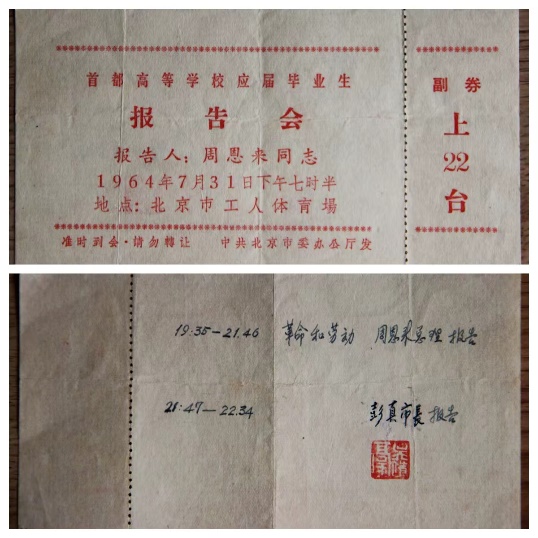 首都高等学校应届毕业生
报告会
报告人：周恩来同志
1964年7月31日下午七时半
地点：北京市工人体育場
准时到会·请勿轉让 中共北京市委办公厅发
副券
上
22
台
19:35-21.46 革命和劳动 周恩来总理报告
21:47-22.34 彭真市長报告